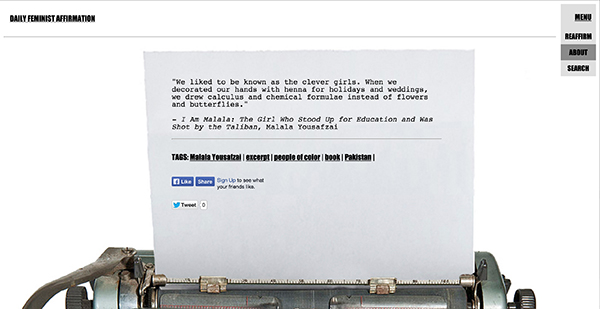 DAILY FEMINIST AFFIRMATION
MENU
REAFFIRM
ABOUT
SEARCH
"We liked to be known as the clever girls. When we
decorated our hands with henna for holidays and weddings,
we drew calculus and chemical formulae instead of flowers
and butterflies."
- I Am Malala: The Girl Who Stood Up for Education and Was
Shot by the Taliban, Malala Yousafzai
TAGS: Malala Yousafzai | excerpt | people of color | book | Pakistan |
Like Share Sign Up to see what
your friends like.
Tweet 0